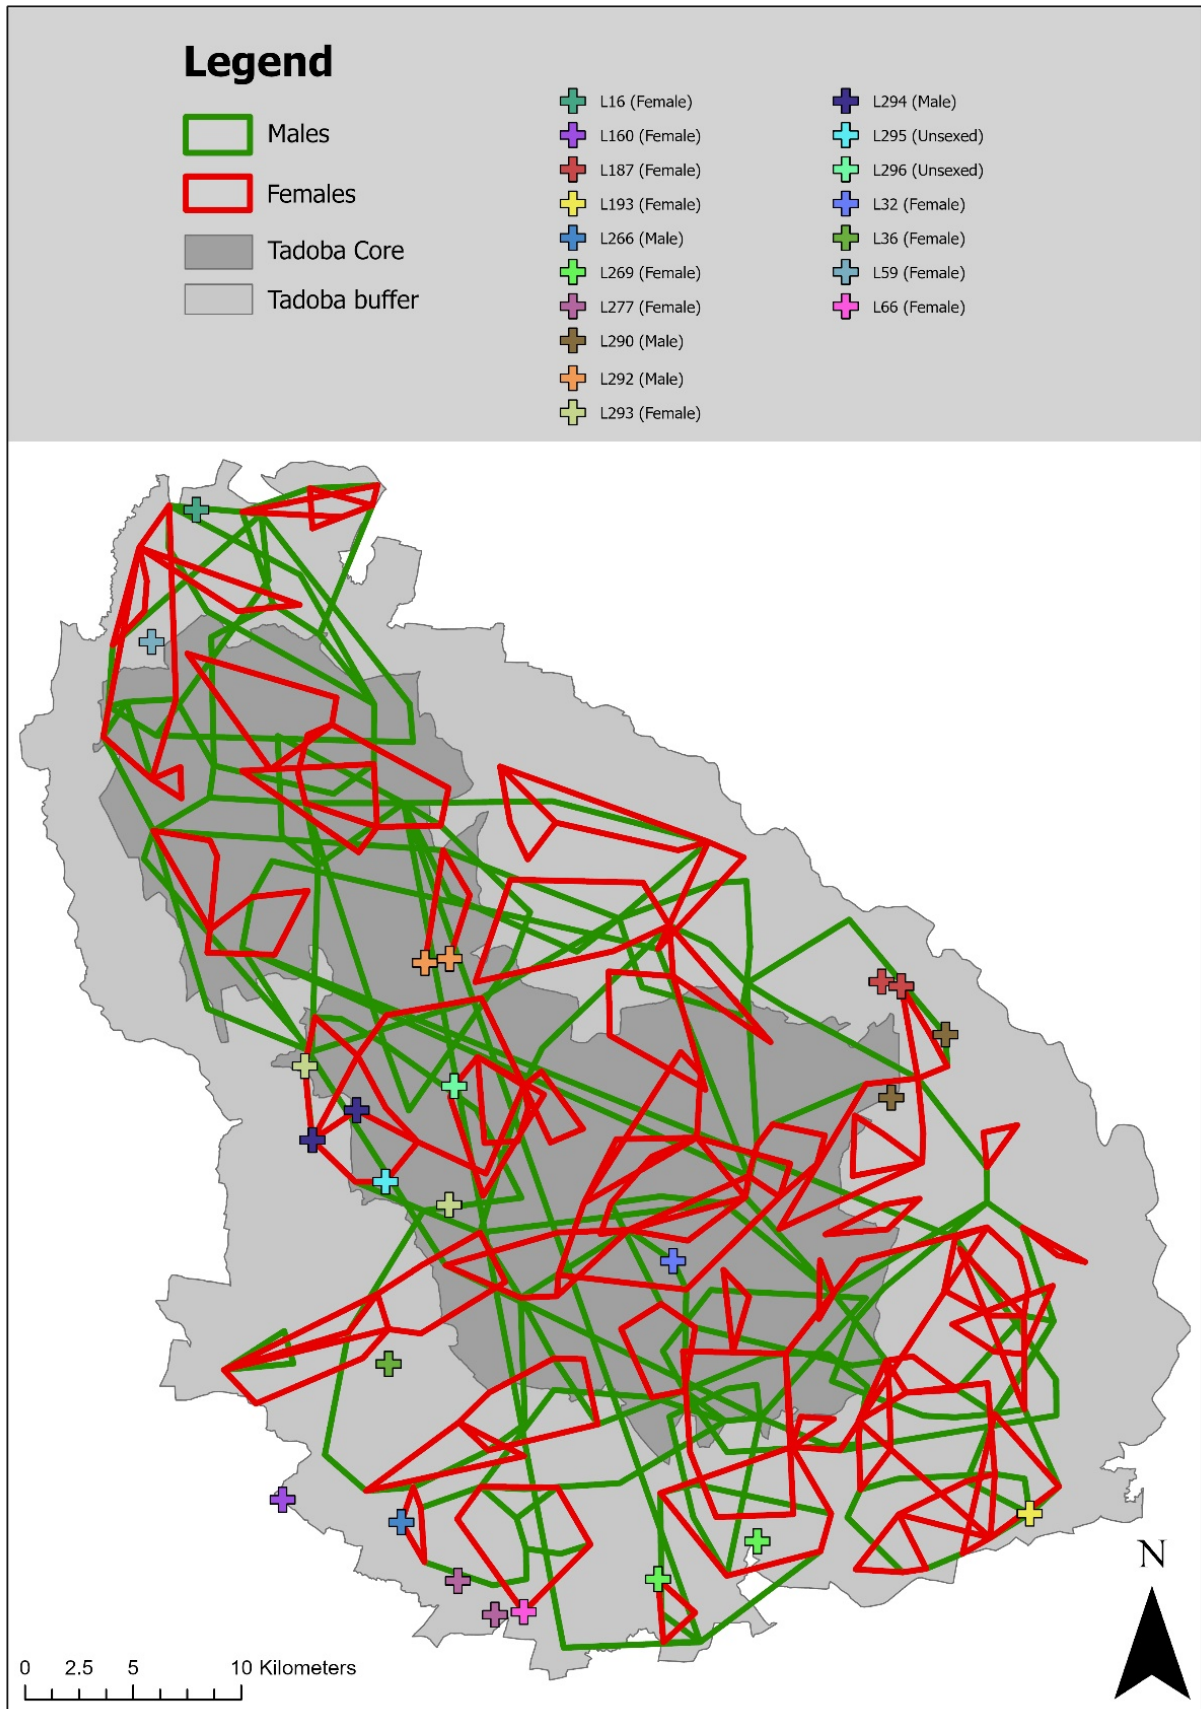 Legend
Males
Females
Tadoba Core
Tadoba buffer
L16 (Female)
L160 (Female)
L187 (Female)
L193 (Female)
L266 (Male)
L269 (Female)
L277 (Female)
L290 (Male)
L292 (Male)
L293 (Female)
L294 (Male)
L295 (Unsexed)
L296 (Unsexed)
L32 (Female)
L36 (Female)
L59 (Female)
L66 (Female)
N
0 2.5 5 10 Kilometers